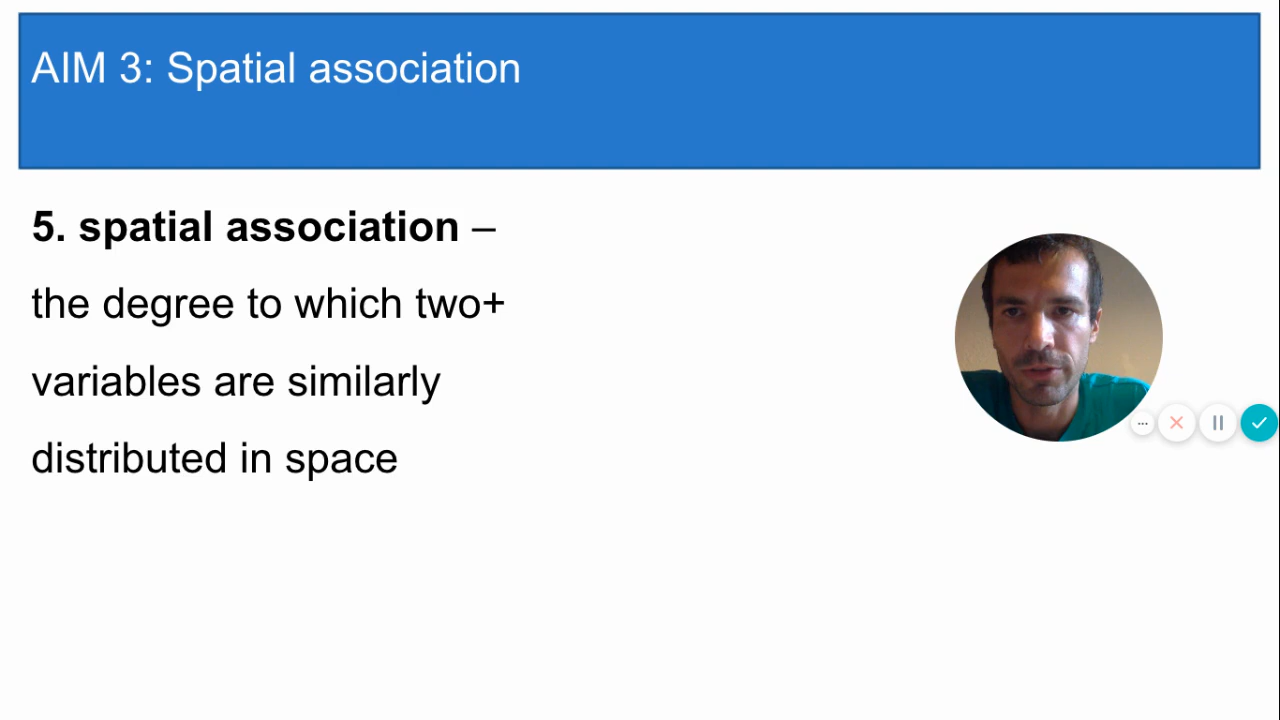 AIM 3: Spatial association
5. spatial association –
the degree to which two+
variables are similarly
distributed in space